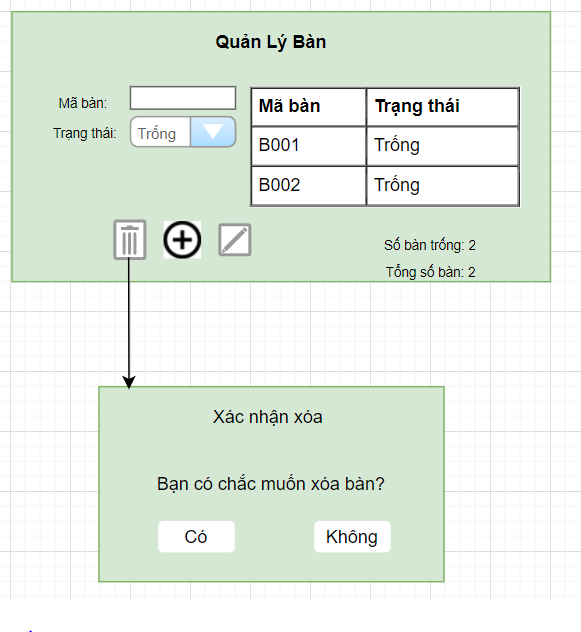 Quản Lý Bàn
Mã bàn:
Trạng thái: Trống
Mã bàn Trạng thái
B001 Trống
B002 Trống
Số bàn trống: 2
Tổng số bàn: 2
Xác nhận xóa
Bạn có chắc muốn xóa bàn?
Có Không